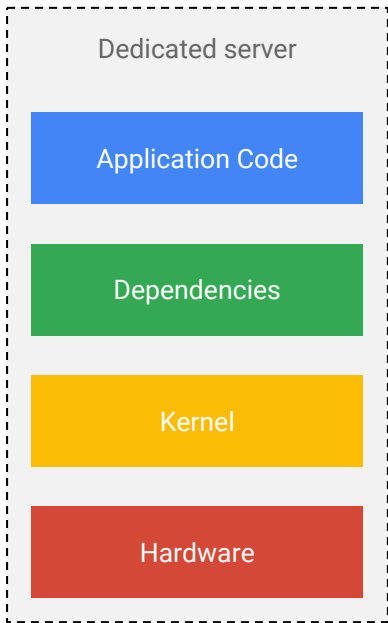 Dedicated server
Application Code
Dependencies
Kernel
Hardware